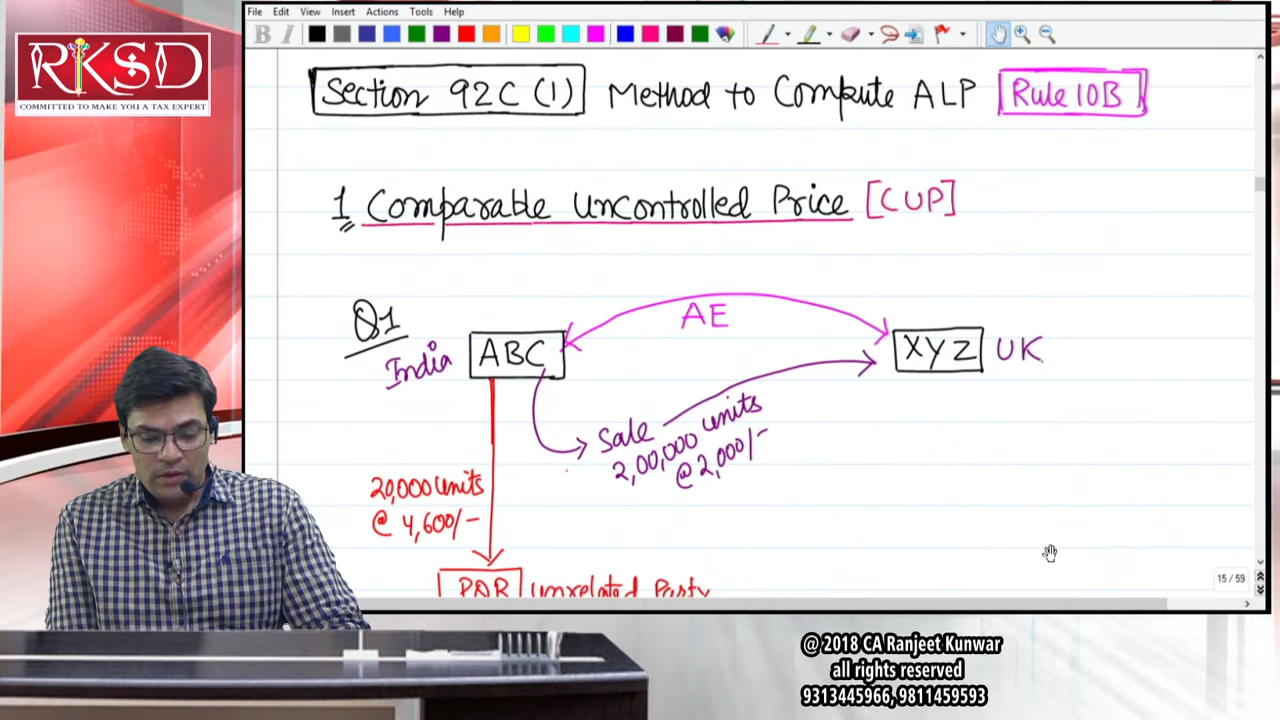 File Edit View Insert Actions Tools Help
B I
RKSD
COMMITTED TO MAKE YOU A TAX EXPERT
Section 92C (1) Method to Compute ALP Rule 10B
1 Comparable Uncontrolled Price [CUP]
Q1
AE
India ABC
XYZ UK
Sale
2,00,000 units
@ 2,000/-
20,000 units
@ 4,600/-
PQR Unrelated Party
15 / 59
@ 2018 CA Ranjeet Kunwar
all rights reserved
9313445966, 9811459593